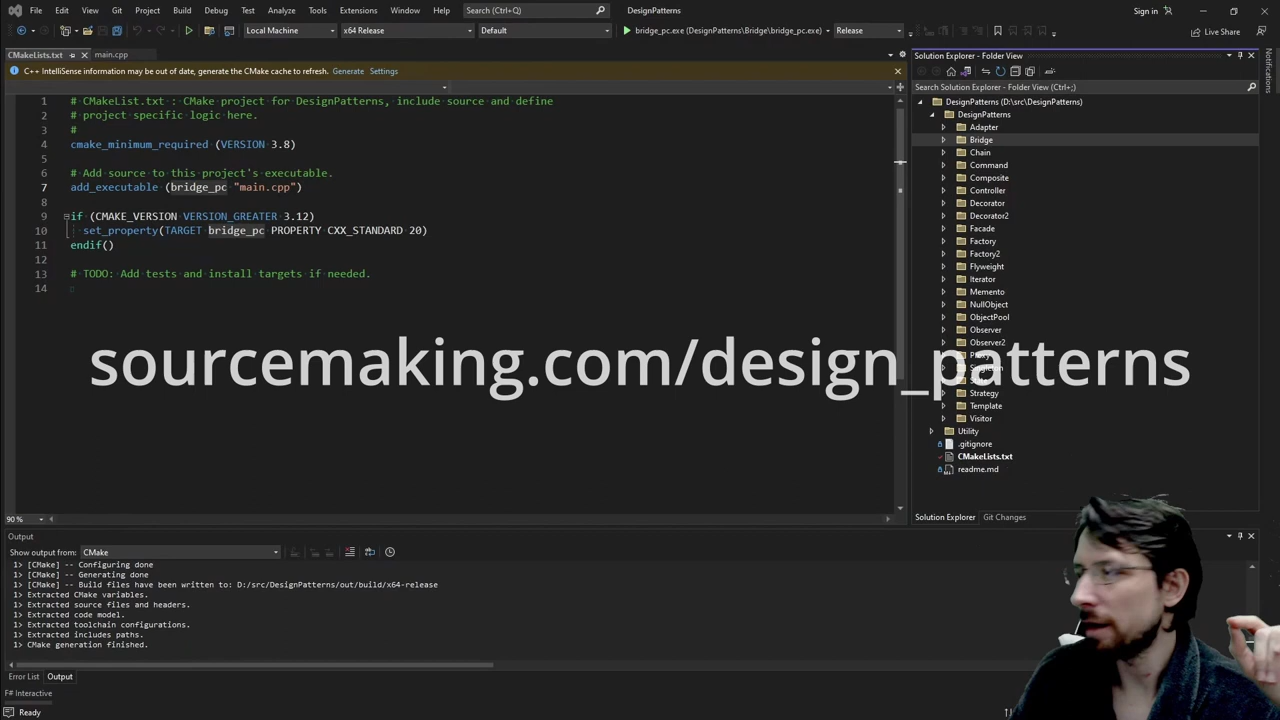 File Edit View Git Project Build Debug Test Analyze Tools Extensions Window Help Search (Ctrl+Q) DesignPatterns Sign in
Local Machine x64 Release Default bridge_pc.exe (DesignPatterns\Bridge\bridge_pc.exe) Release Live Share
CMakeLists.txt main.cpp
C++ IntelliSense information may be out of date, generate the CMake cache to refresh. Generate Settings
1 # CMakeList.txt : CMake project for DesignPatterns, include source and define
2 # project specific logic here.
3 #
4 cmake_minimum_required (VERSION 3.8)
5
6 # Add source to this project's executable.
7 add_executable (bridge_pc "main.cpp")
8
9 if (CMAKE_VERSION VERSION_GREATER 3.12)
10 set_property(TARGET bridge_pc PROPERTY CXX_STANDARD 20)
11 endif()
12
13 # TODO: Add tests and install targets if needed.
14
sourcemaking.com/design_patterns
90 %
Solution Explorer - Folder View
Search Solution Explorer - Folder View (Ctrl+;)
DesignPatterns (D:\src\DesignPatterns)
DesignPatterns
Adapter
Bridge
Chain
Command
Composite
Controller
Decorator
Decorator2
Facade
Factory
Factory2
Flyweight
Iterator
Memento
NullObject
ObjectPool
Observer
Observer2
Proxy
Singleton
State
Strategy
Template
Visitor
Utility
.gitignore
CMakeLists.txt
readme.md
Solution Explorer Git Changes
Notifications
Output
Show output from: CMake
1> [CMake] -- Configuring done
1> [CMake] -- Generating done
1> [CMake] -- Build files have been written to: D:/src/DesignPatterns/out/build/x64-release
1> Extracted CMake variables.
1> Extracted source files and headers.
1> Extracted code model.
1> Extracted toolchain configurations.
1> Extracted includes paths.
1> CMake generation finished.
Error List Output
F# Interactive
Ready